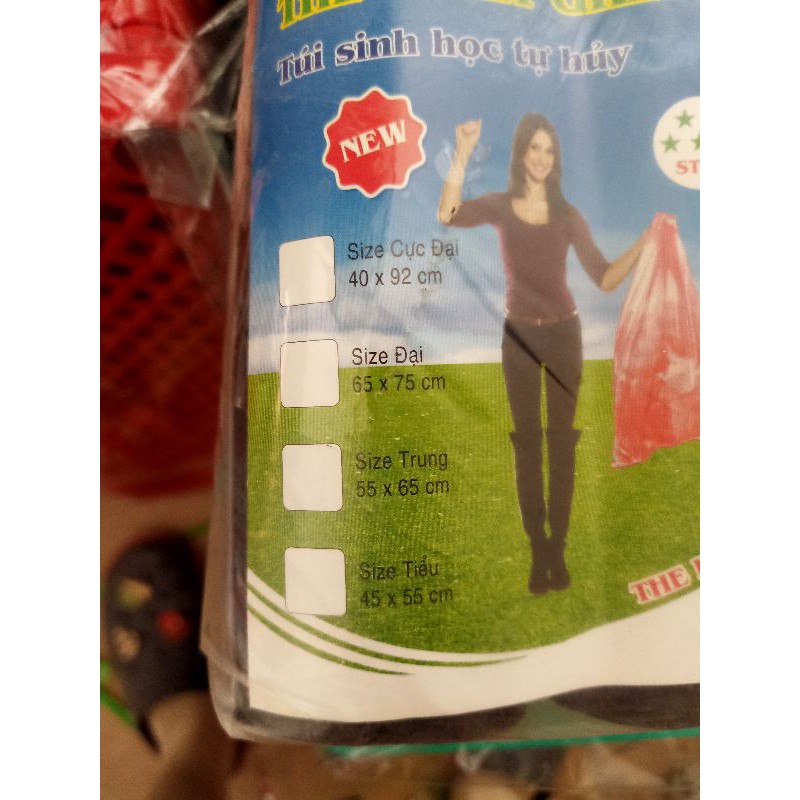 Túi sinh học tự hủy
NEW
Size Cực Đại
40 x 92 cm
Size Đại
65 x 75 cm
Size Trung
55 x 65 cm
Size Tiểu
45 x 55 cm
THE